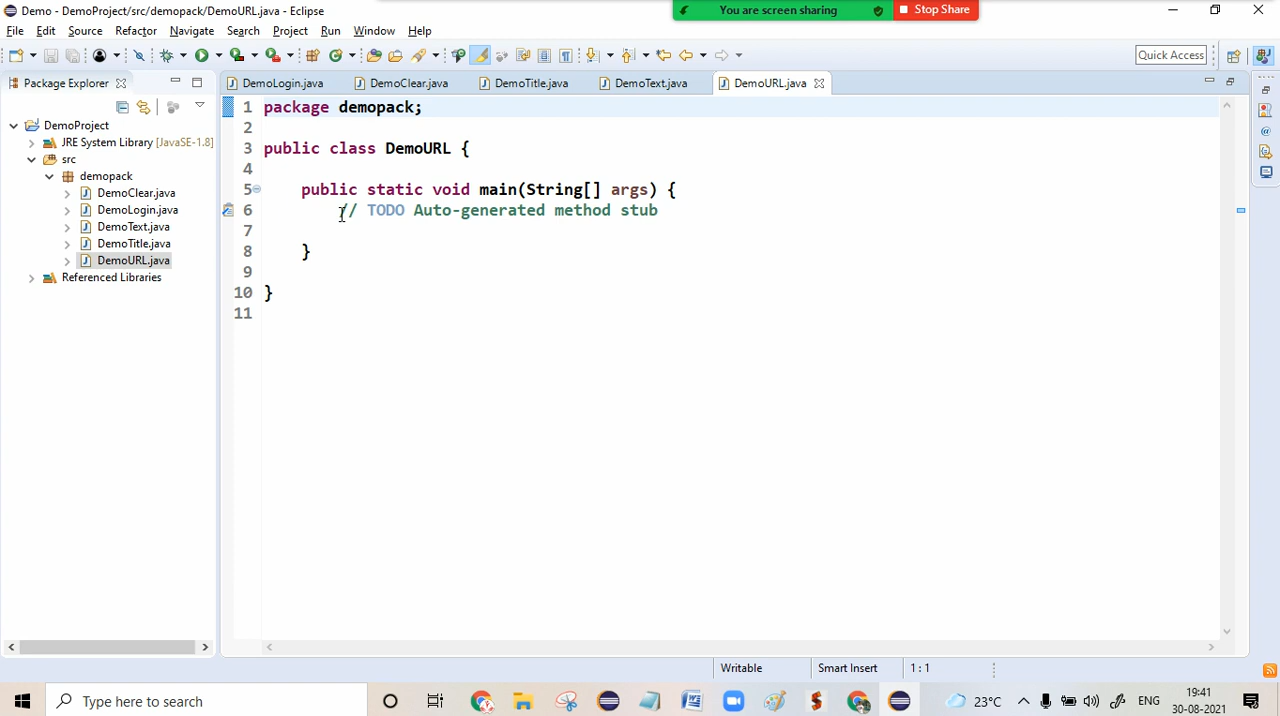 Demo - DemoProject/src/demopack/DemoURL.java - Eclipse
You are screen sharing
Stop Share
File Edit Source Refactor Navigate Search Project Run Window Help
Quick Access
Package Explorer
DemoLogin.java DemoClear.java DemoTitle.java DemoText.java DemoURL.java
DemoProject
JRE System Library [JavaSE-1.8]
src
demopack
DemoClear.java
DemoLogin.java
DemoText.java
DemoTitle.java
DemoURL.java
Referenced Libraries
1 package demopack;
2
3 public class DemoURL {
4
5 public static void main(String[] args) {
6 // TODO Auto-generated method stub
7
8 }
9
10 }
11
Writable Smart Insert 1 : 1
Type here to search
23°C ENG 19:41
30-08-2021